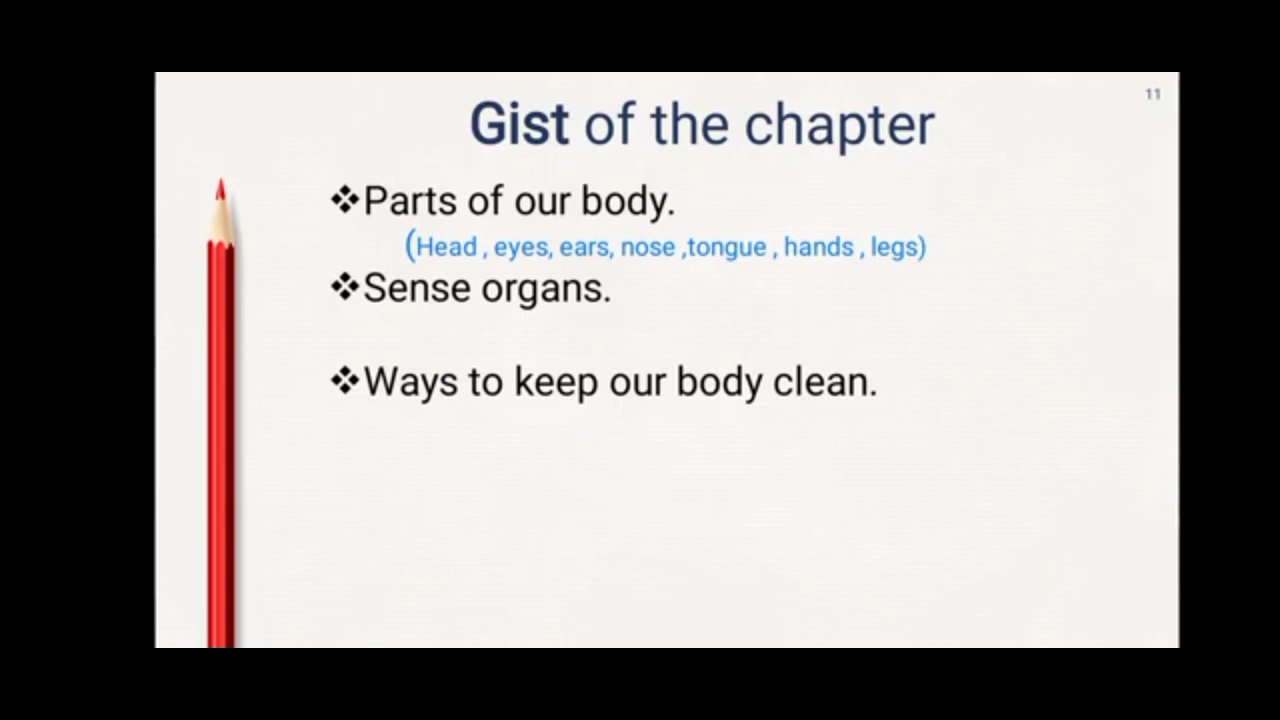 11
Gist of the chapter
❖Parts of our body.
(Head , eyes, ears, nose ,tongue , hands , legs)
❖Sense organs.
❖Ways to keep our body clean.